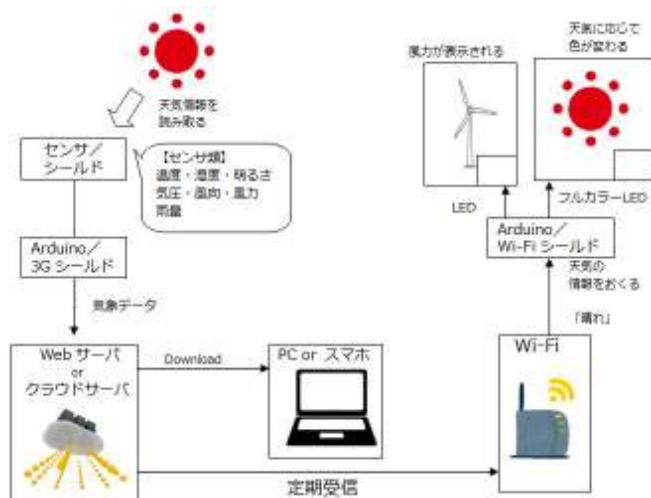 天気情報を
読み取る
センサ／
シールド
【センサ類】
温度・湿度・明るさ
気圧・風向・風力
雨量
Arduino／
3G シールド
気象データ
Web サーバ
or
クラウドサーバ
Download
PC or スマホ
定期受信
Wi-Fi
「晴れ」
天気の
情報をおくる
Arduino／
Wi-Fi シールド
LED
フルカラーLED
風力が表示される
天気に応じて
色が変わる